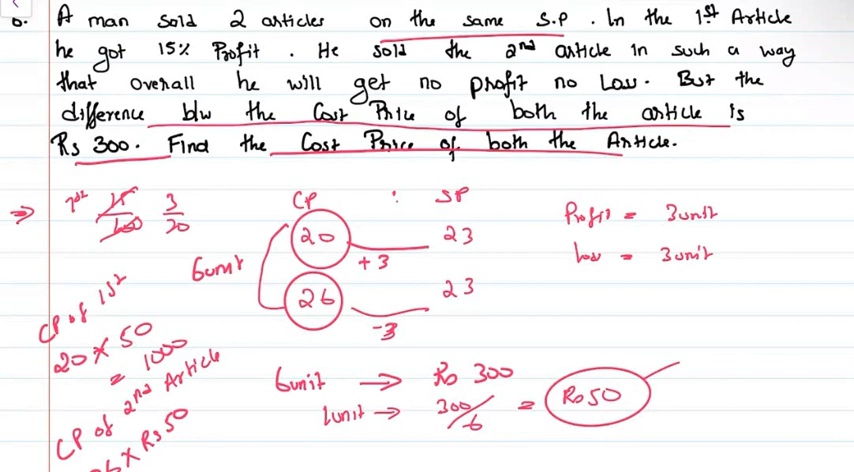 A man sold 2 articles on the same S.P. In the 1st Article
he got 15% Profit. He sold the 2nd article in such a way
that overall he will get no profit no Loss. But the
difference b/w the Cost Price of both the article is
Rs 300. Find the Cost Price of both the Article.
CP : SP
⇒ 1st 15/100 3/20
20 +3 23
6unit
26 -3 23
Profit = 3unit
Loss = 3unit
CP of 1st
20 × 50
= 1000
CP of 2nd Article
26 × Rs 50
6unit → Rs 300
1unit → 300/6 = Rs 50